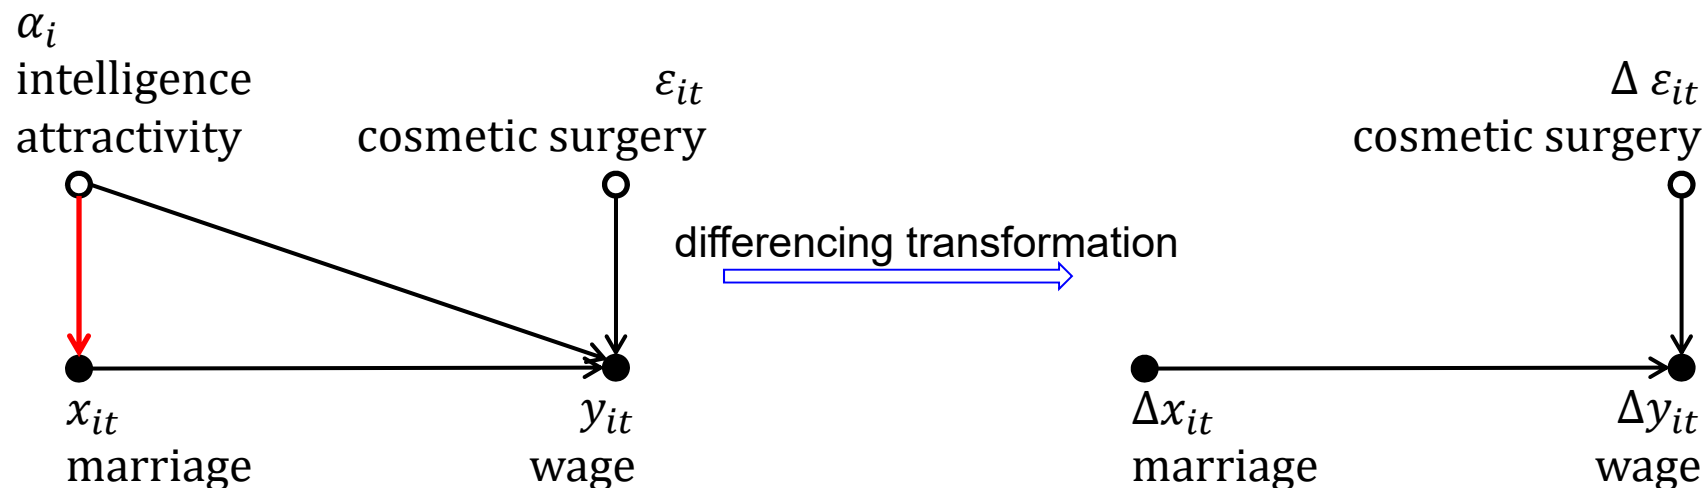 α_i
intelligence
attractivity
ε_it
cosmetic surgery
x_it
marriage
y_it
wage
differencing transformation
Δ ε_it
cosmetic surgery
Δx_it
marriage
Δy_it
wage